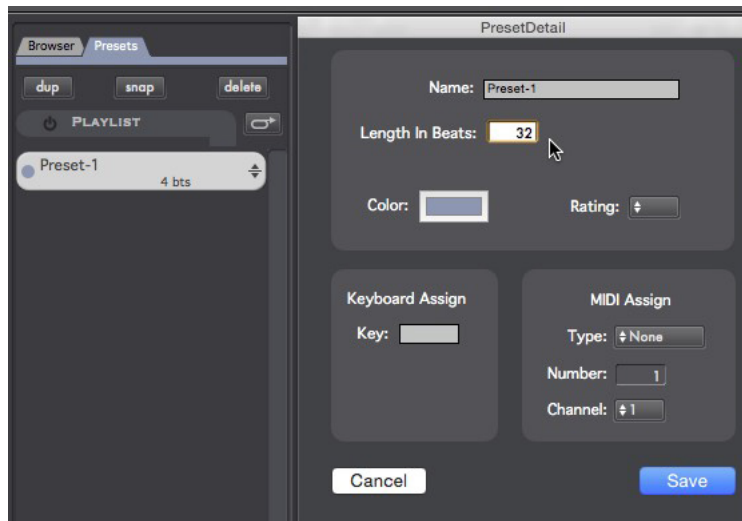 Browser Presets
dup snap delete
PLAYLIST
Preset-1
4 bts
PresetDetail
Name: Preset-1
Length In Beats: 32
Color: Rating:
Keyboard Assign
Key:
MIDI Assign
Type: None
Number: 1
Channel: 1
Cancel Save